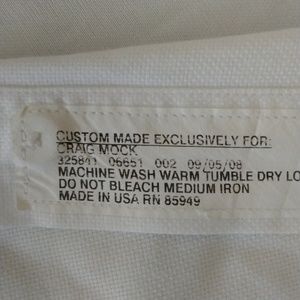 CUSTOM MADE EXCLUSIVELY FOR:
CRAIG MOCK
325841 06651 002 09/05/08
MACHINE WASH WARM TUMBLE DRY LO
DO NOT BLEACH MEDIUM IRON
MADE IN USA RN 85949